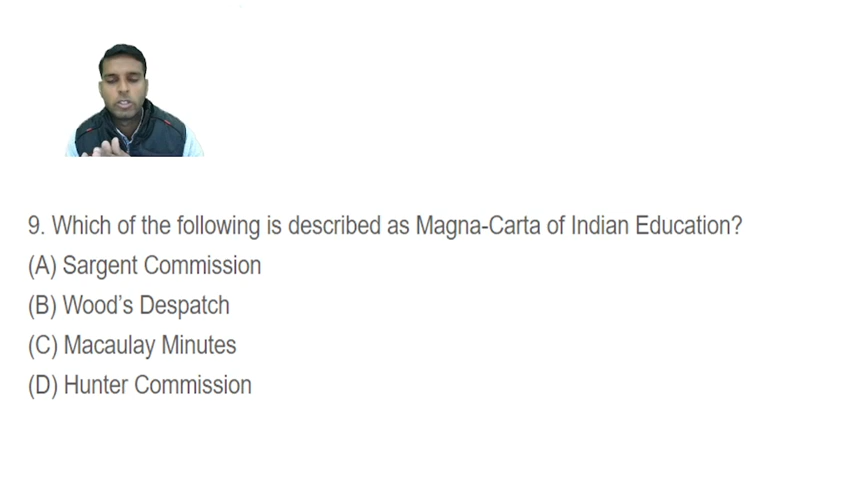 9. Which of the following is described as Magna-Carta of Indian Education?
(A) Sargent Commission
(B) Wood’s Despatch
(C) Macaulay Minutes
(D) Hunter Commission